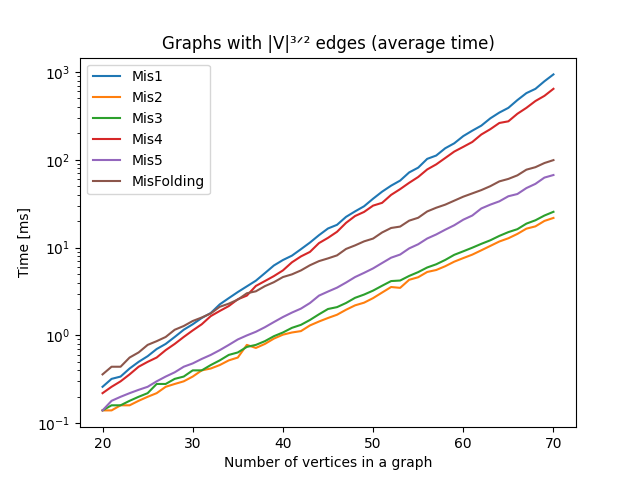 Graphs with |V|³ᐟ² edges (average time)
Mis1
Mis2
Mis3
Mis4
Mis5
MisFolding
10³
10²
10¹
10⁰
10⁻¹
Time [ms]
20 30 40 50 60 70
Number of vertices in a graph